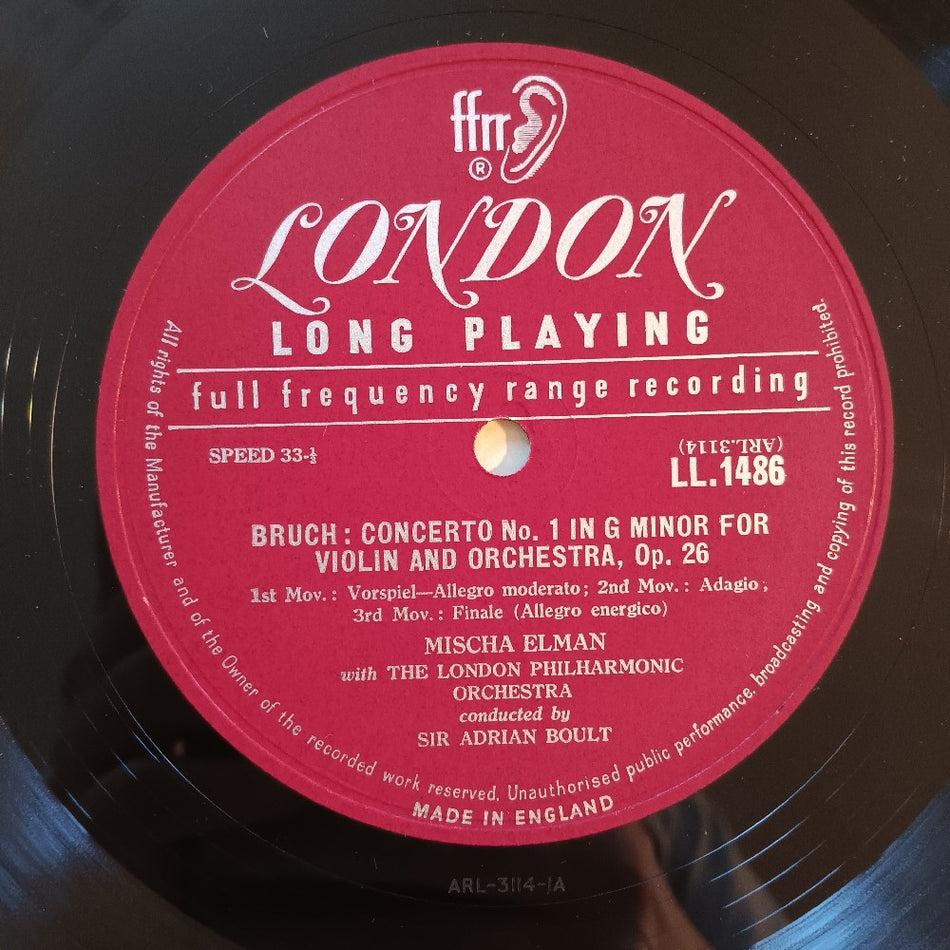 ffrr
®
LONDON
LONG PLAYING
full frequency range recording
SPEED 33-⅓
(ARL.3114)
LL.1486
BRUCH : CONCERTO No. 1 IN G MINOR FOR
VIOLIN AND ORCHESTRA, Op. 26
1st Mov. : Vorspiel—Allegro moderato ; 2nd Mov. : Adagio ;
3rd Mov. : Finale (Allegro energico)
MISCHA ELMAN
with THE LONDON PHILHARMONIC
ORCHESTRA
conducted by
SIR ADRIAN BOULT
All rights of the Manufacturer and of the Owner of the recorded work reserved. Unauthorised public performance, broadcasting and copying of this record prohibited.
MADE IN ENGLAND
ARL-3114-1A